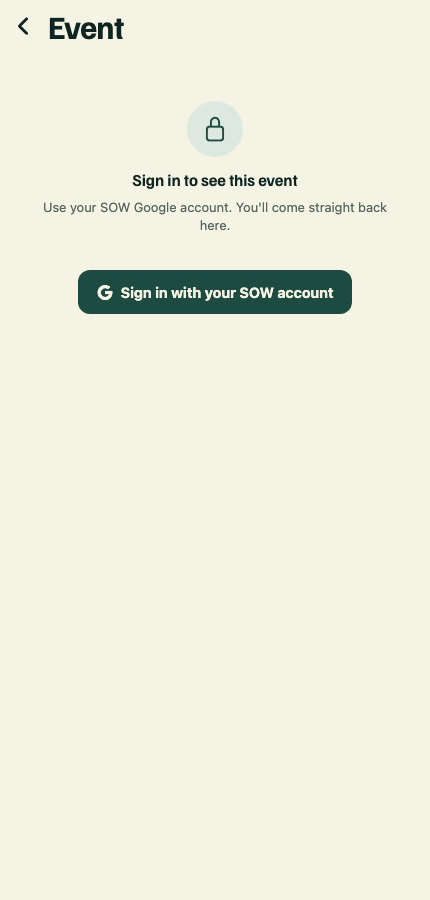 Event
Sign in to see this event
Use your SOW Google account. You'll come straight back
here.
Sign in with your SOW account